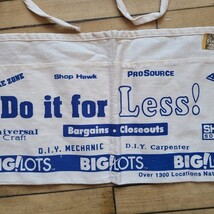 E ZONE
Shop Hawk
PROSOURCE
Do it for Less!
Universal
Craft
Bargains • Closeouts
D.I.Y. MECHANIC
D.I.Y. Carpenter
BIG LOTS BIG LOTS BIG
Over 1300 Locations Nat